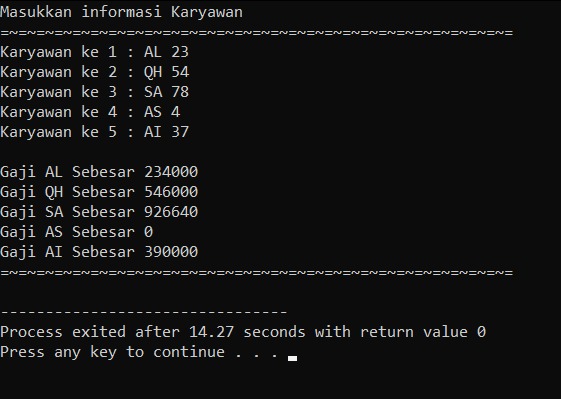 Masukkan informasi Karyawan
=~=~=~=~=~=~=~=~=~=~=~=~=~=~=~=~=~=~=~=~=~=~=~=~=~=~=~=~=
Karyawan ke 1 : AL 23
Karyawan ke 2 : QH 54
Karyawan ke 3 : SA 78
Karyawan ke 4 : AS 4
Karyawan ke 5 : AI 37
Gaji AL Sebesar 234000
Gaji QH Sebesar 546000
Gaji SA Sebesar 926640
Gaji AS Sebesar 0
Gaji AI Sebesar 390000
=~=~=~=~=~=~=~=~=~=~=~=~=~=~=~=~=~=~=~=~=~=~=~=~=~=~=~=~=
--------------------------------
Process exited after 14.27 seconds with return value 0
Press any key to continue . . .